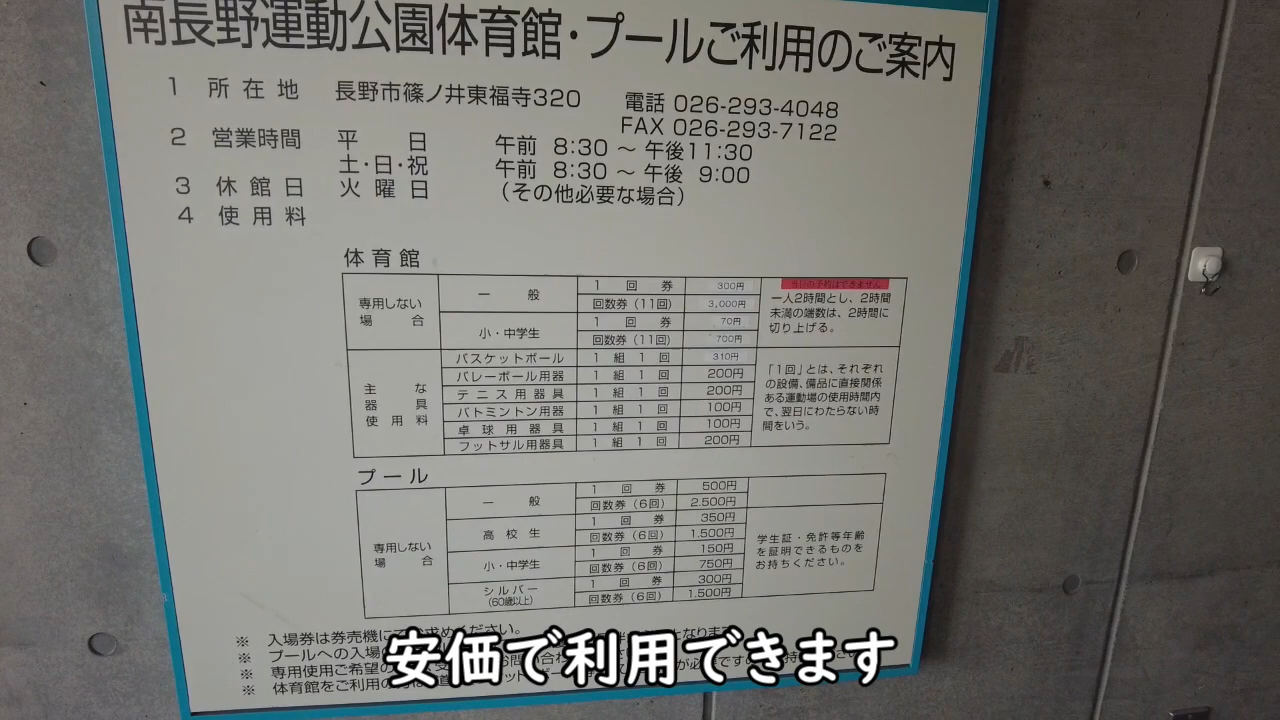 南長野運動公園体育館・プールご利用のご案内
1 所在地 長野市篠ノ井東福寺320 電話 026-293-4048
FAX 026-293-7122
2 営業時間 平日 午前 8:30 ～ 午後11:30
土・日・祝 午前 8:30 ～ 午後 9:00
3 休館日 火曜日 （その他必要な場合）
4 使用料
体育館
専用しない場合 一般 1回券 300円
回数券（11回） 3,000円
小・中学生 1回券 70円
回数券（11回） 700円
当日の予約はできません
一人2時間とし、2時間
未満の端数は、2時間に
切り上げる。
主な器具使用料 バスケットボール 1組1回 310円
バレーボール用器 1組1回 200円
テニス用器具 1組1回 200円
バトミントン用器 1組1回 100円
卓球用器具 1組1回 100円
フットサル用器具 1組1回 200円
「1回」とは、それぞれ
の設備、備品に直接関係
ある運動場の使用時間内
で、翌日にわたらない時
間をいう。
プール
専用しない場合 一般 1回券 500円
回数券（6回） 2.500円
高校生 1回券 350円
回数券（6回） 1.500円
小・中学生 1回券 150円
回数券（6回） 750円
シルバー（60歳以上） 1回券 300円
回数券（6回） 1.500円
学生証・免許等年齢
を証明できるものを
お持ちください。
※ 入場券は券売機にてお求めください。
※ プールへの入場
※ 専用使用ご希望の
※ 体育館をご利用の
安価で利用できます